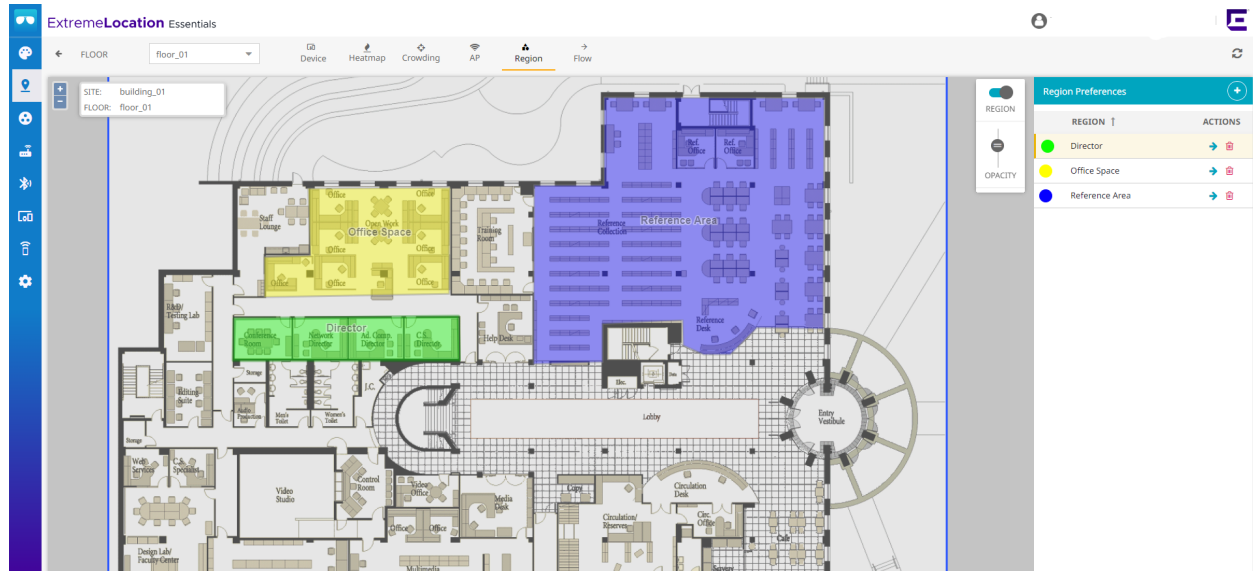 ExtremeLocation Essentials
FLOOR
floor_01
Device
Heatmap
Crowding
AP
Region
Flow
+
−
SITE: building_01
FLOOR: floor_01
REGION
OPACITY
Region Preferences
REGION ↑ ACTIONS
Director
Office Space
Reference Area
Ref. Office
Ref. Office
Office
Office
Staff Lounge
Open Work
Office Space
Training Room
Reference Collection
Reference Area
Office
Office
Office
Office
Office
R&D/
Testing Lab
Reference Desk
Director
Conference Room
Network Director
Ad. Comp. Director
C.S. Director
Help Desk
Storage
Elec.
J.C.
Editing Suite
Audio Production
Men's Toilet
Women's Toilet
Lobby
Entry Vestibule
Storage
Web Services
C.S. Specialist
Control Room
Video Studio
Video Office
Media Desk
Copy
Circulation Desk
Office
Office
Circulation/
Reserves
Circ. Office
Cafe
Design Lab/
Faculty Center
Multimedia